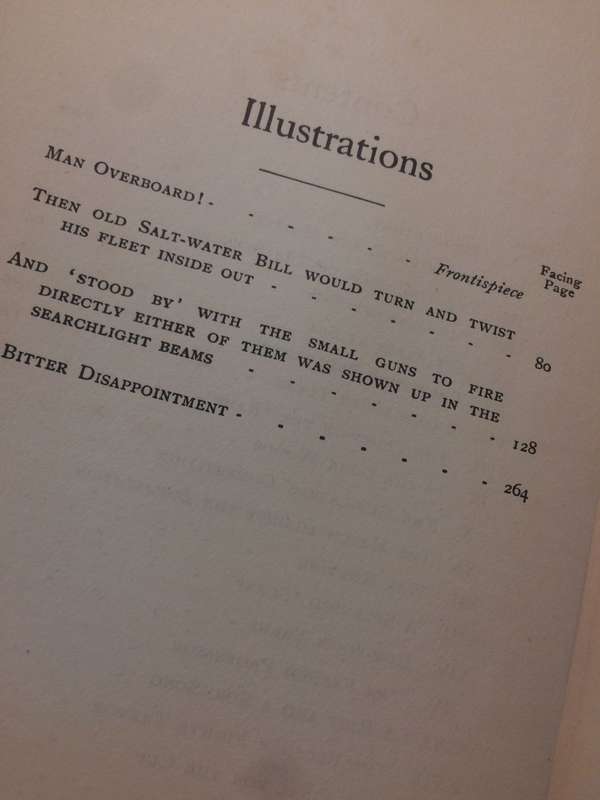 Illustrations
Facing
Page
Man Overboard! - - - - - - Frontispiece
Then old Salt-water Bill would turn and twist
his fleet inside out - - - - - - - 80
And ‘stood by’ with the small guns to fire
directly either of them was shown up in the
searchlight beams - - - - - - - 128
Bitter Disappointment - - - - - - - 264